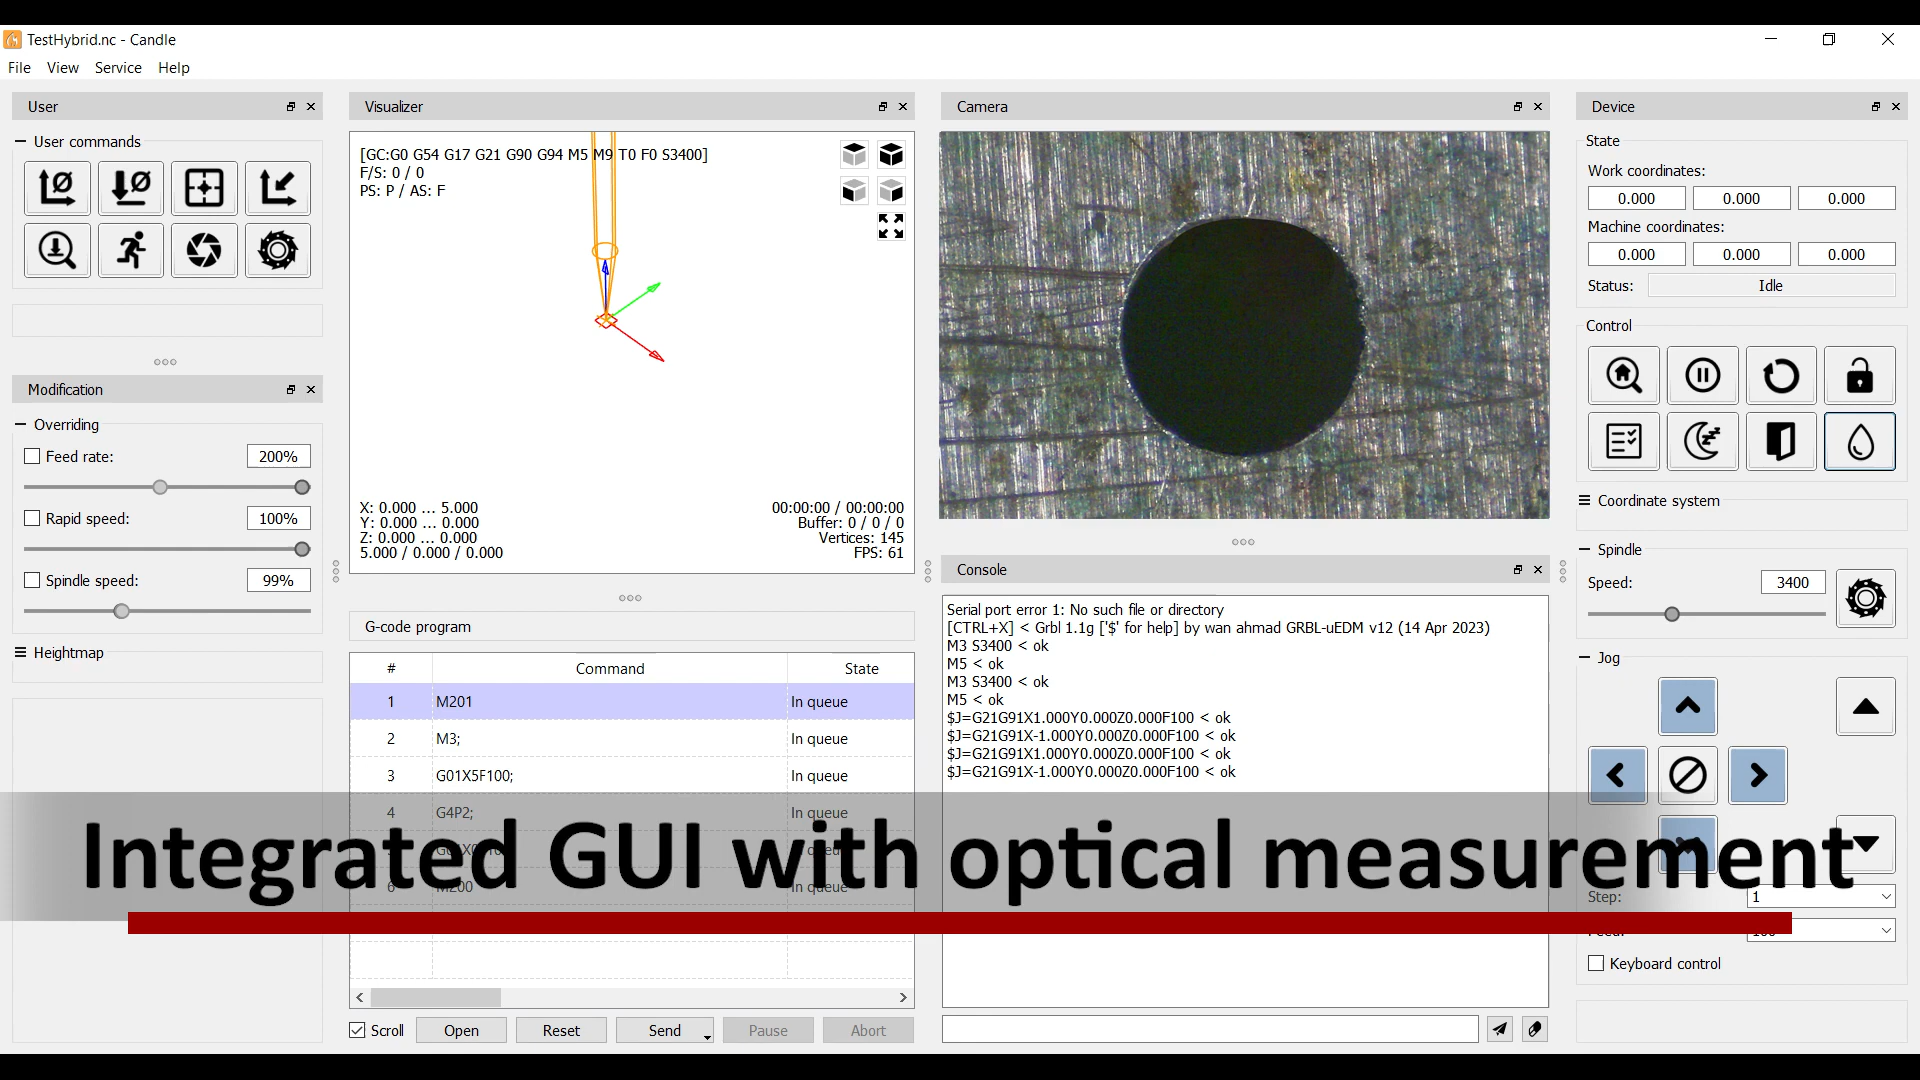 TestHybrid.nc - Candle
File View Service Help
User
User commands
Modification
Overriding
Feed rate: 200%
Rapid speed: 100%
Spindle speed: 99%
Heightmap
Visualizer
[GC:G0 G54 G17 G21 G90 G94 M5 M9 T0 F0 S3400]
F/S: 0 / 0
PS: P / AS: F
X: 0.000 ... 5.000
Y: 0.000 ... 0.000
Z: 0.000 ... 0.000
5.000 / 0.000 / 0.000
00:00:00 / 00:00:00
Buffer: 0 / 0 / 0
Vertices: 145
FPS: 61
G-code program
# Command State
1 M201 In queue
2 M3; In queue
3 G01X5F100; In queue
4 G4P2; In queue
6 M200 In queue
Scroll Open Reset Send Pause Abort
Camera
Console
Serial port error 1: No such file or directory
[CTRL+X] < Grbl 1.1g ['$' for help] by wan ahmad GRBL-uEDM v12 (14 Apr 2023)
M3 S3400 < ok
M5 < ok
M3 S3400 < ok
M5 < ok
$J=G21G91X1.000Y0.000Z0.000F100 < ok
$J=G21G91X-1.000Y0.000Z0.000F100 < ok
$J=G21G91X1.000Y0.000Z0.000F100 < ok
$J=G21G91X-1.000Y0.000Z0.000F100 < ok
Device
State
Work coordinates:
0.000 0.000 0.000
Machine coordinates:
0.000 0.000 0.000
Status: Idle
Control
Coordinate system
Spindle
Speed: 3400
Jog
Step: 1
Feed: 100
Keyboard control
Integrated GUI with optical measurement